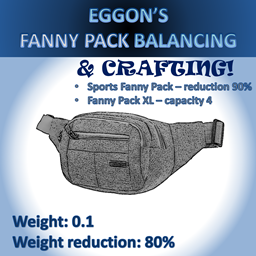 EGGON'S
FANNY PACK BALANCING
& CRAFTING!
• Sports Fanny Pack – reduction 90%
• Fanny Pack XL – capacity 4
Weight: 0.1
Weight reduction: 80%